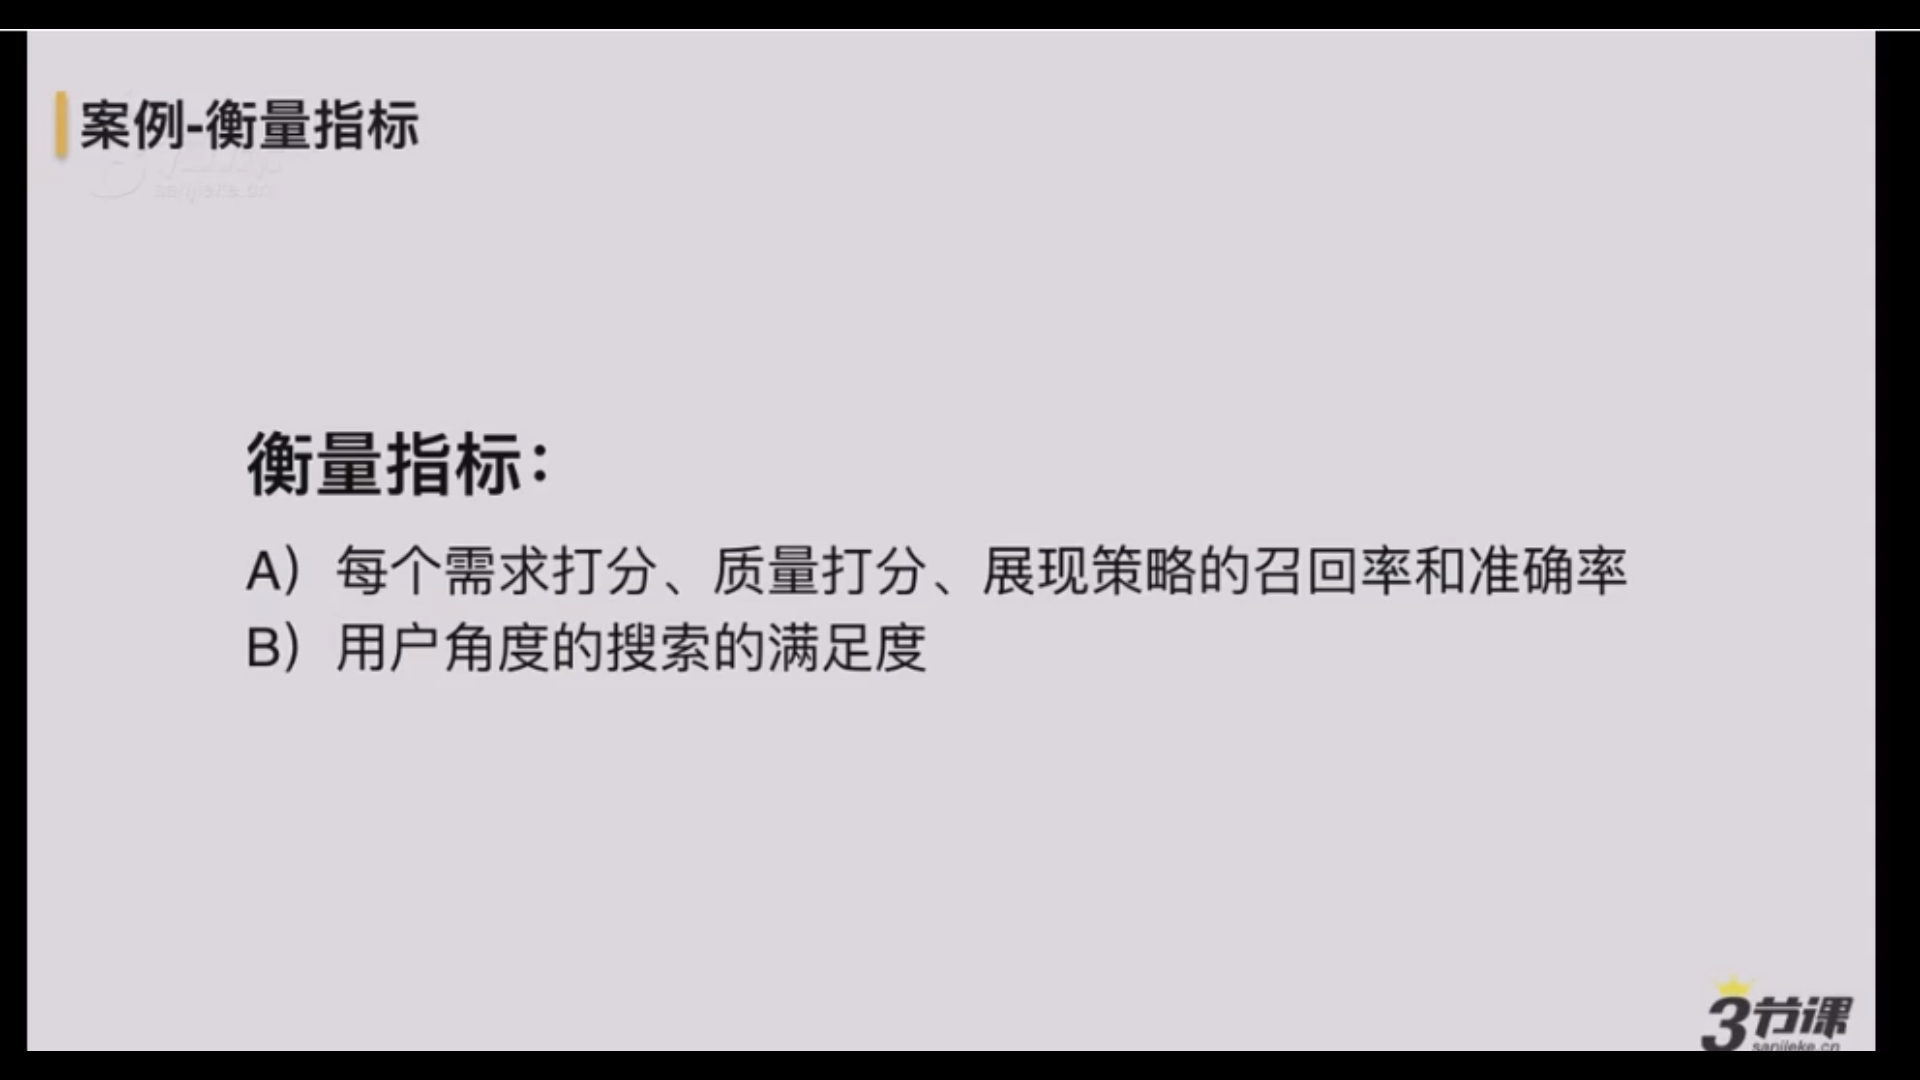 案例-衡量指标
sanjieke.cn
衡量指标：
A）每个需求打分、质量打分、展现策略的召回率和准确率
B）用户角度的搜索的满足度
3节课
sanjieke.cn